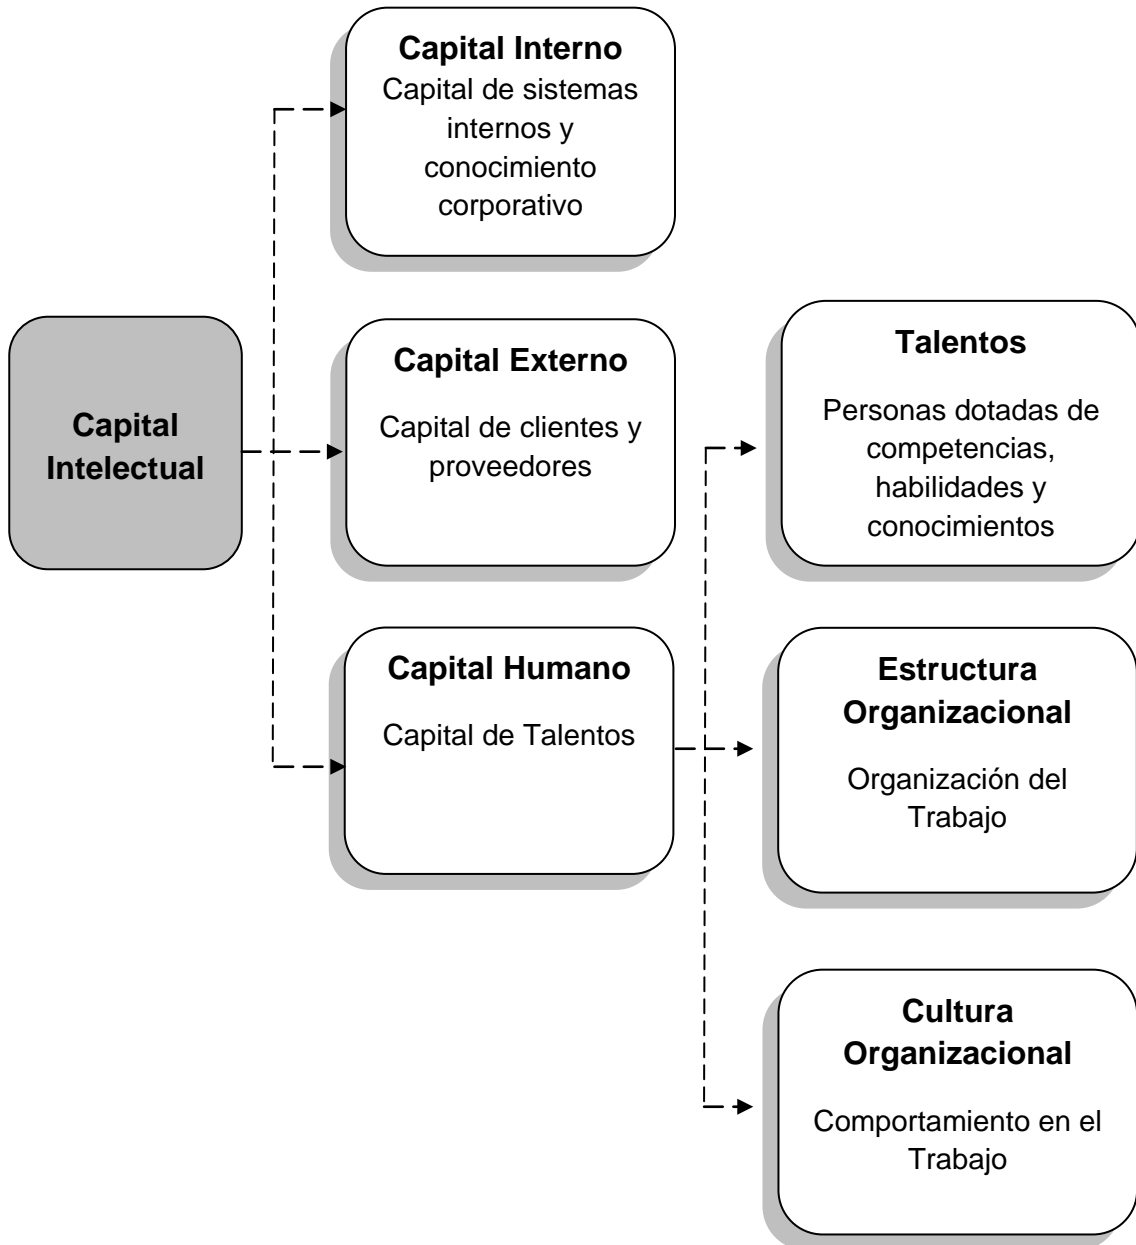 Capital Interno
Capital de sistemas
internos y
conocimiento
corporativo
Capital
Intelectual
Capital Externo
Capital de clientes y
proveedores
Capital Humano
Capital de Talentos
Talentos
Personas dotadas de
competencias,
habilidades y
conocimientos
Estructura
Organizacional
Organización del
Trabajo
Cultura
Organizacional
Comportamiento en el
Trabajo